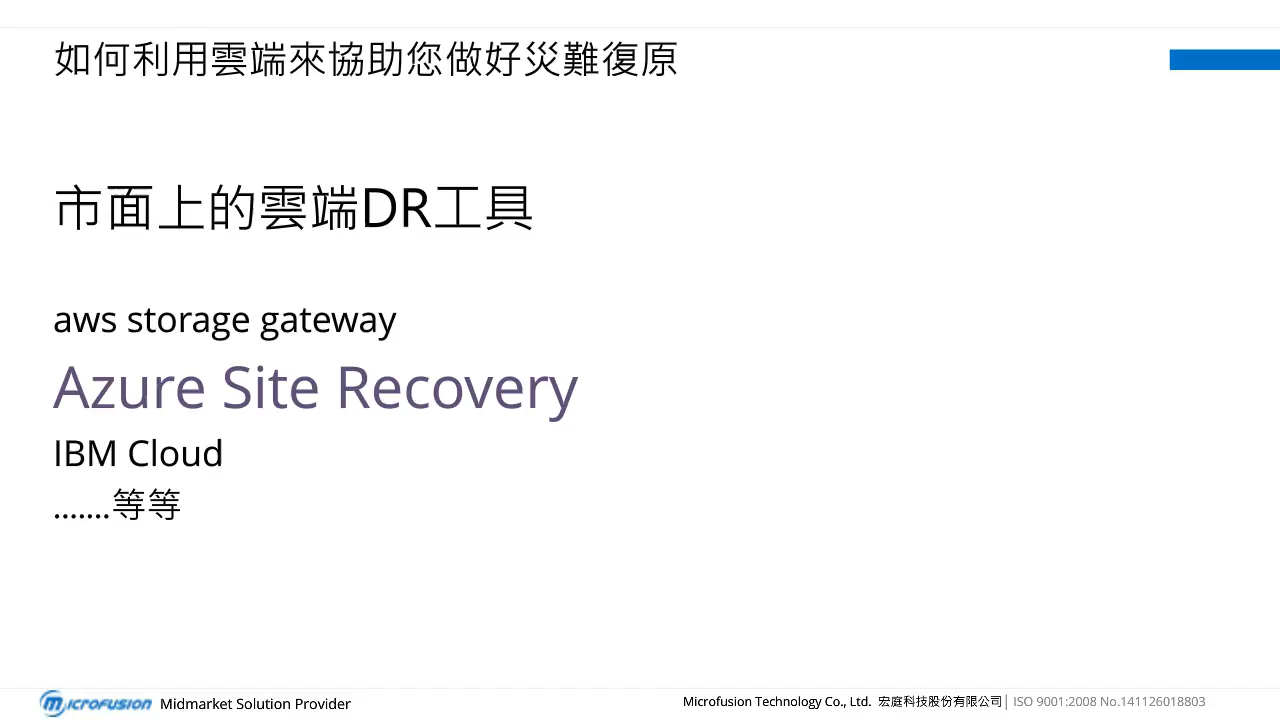 如何利用雲端來協助您做好災難復原
市面上的雲端DR工具
aws storage gateway
Azure Site Recovery
IBM Cloud
.......等等
MICROFUSION Midmarket Solution Provider
Microfusion Technology Co., Ltd. 宏庭科技股份有限公司│ ISO 9001:2008 No.141126018803